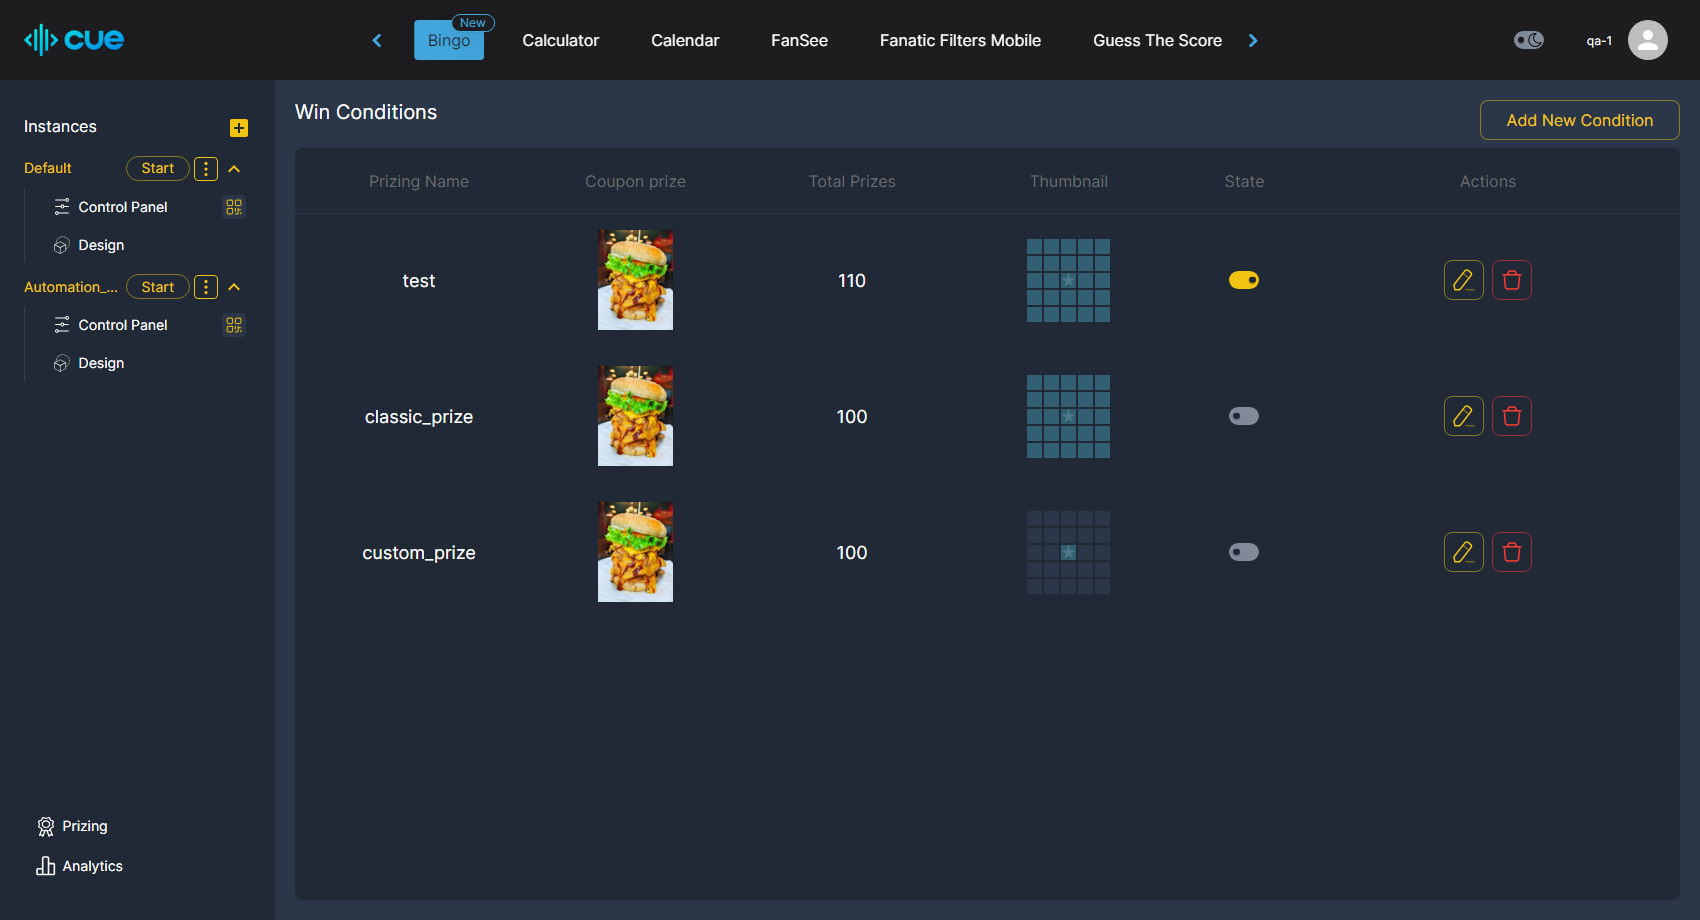 cue
New
Bingo
Calculator
Calendar
FanSee
Fanatic Filters Mobile
Guess The Score
qa-1
Instances
Default
Start
Control Panel
Design
Automation_...
Start
Control Panel
Design
Prizing
Analytics
Win Conditions
Add New Condition
Prizing Name Coupon prize Total Prizes Thumbnail State Actions
test 110
classic_prize 100
custom_prize 100